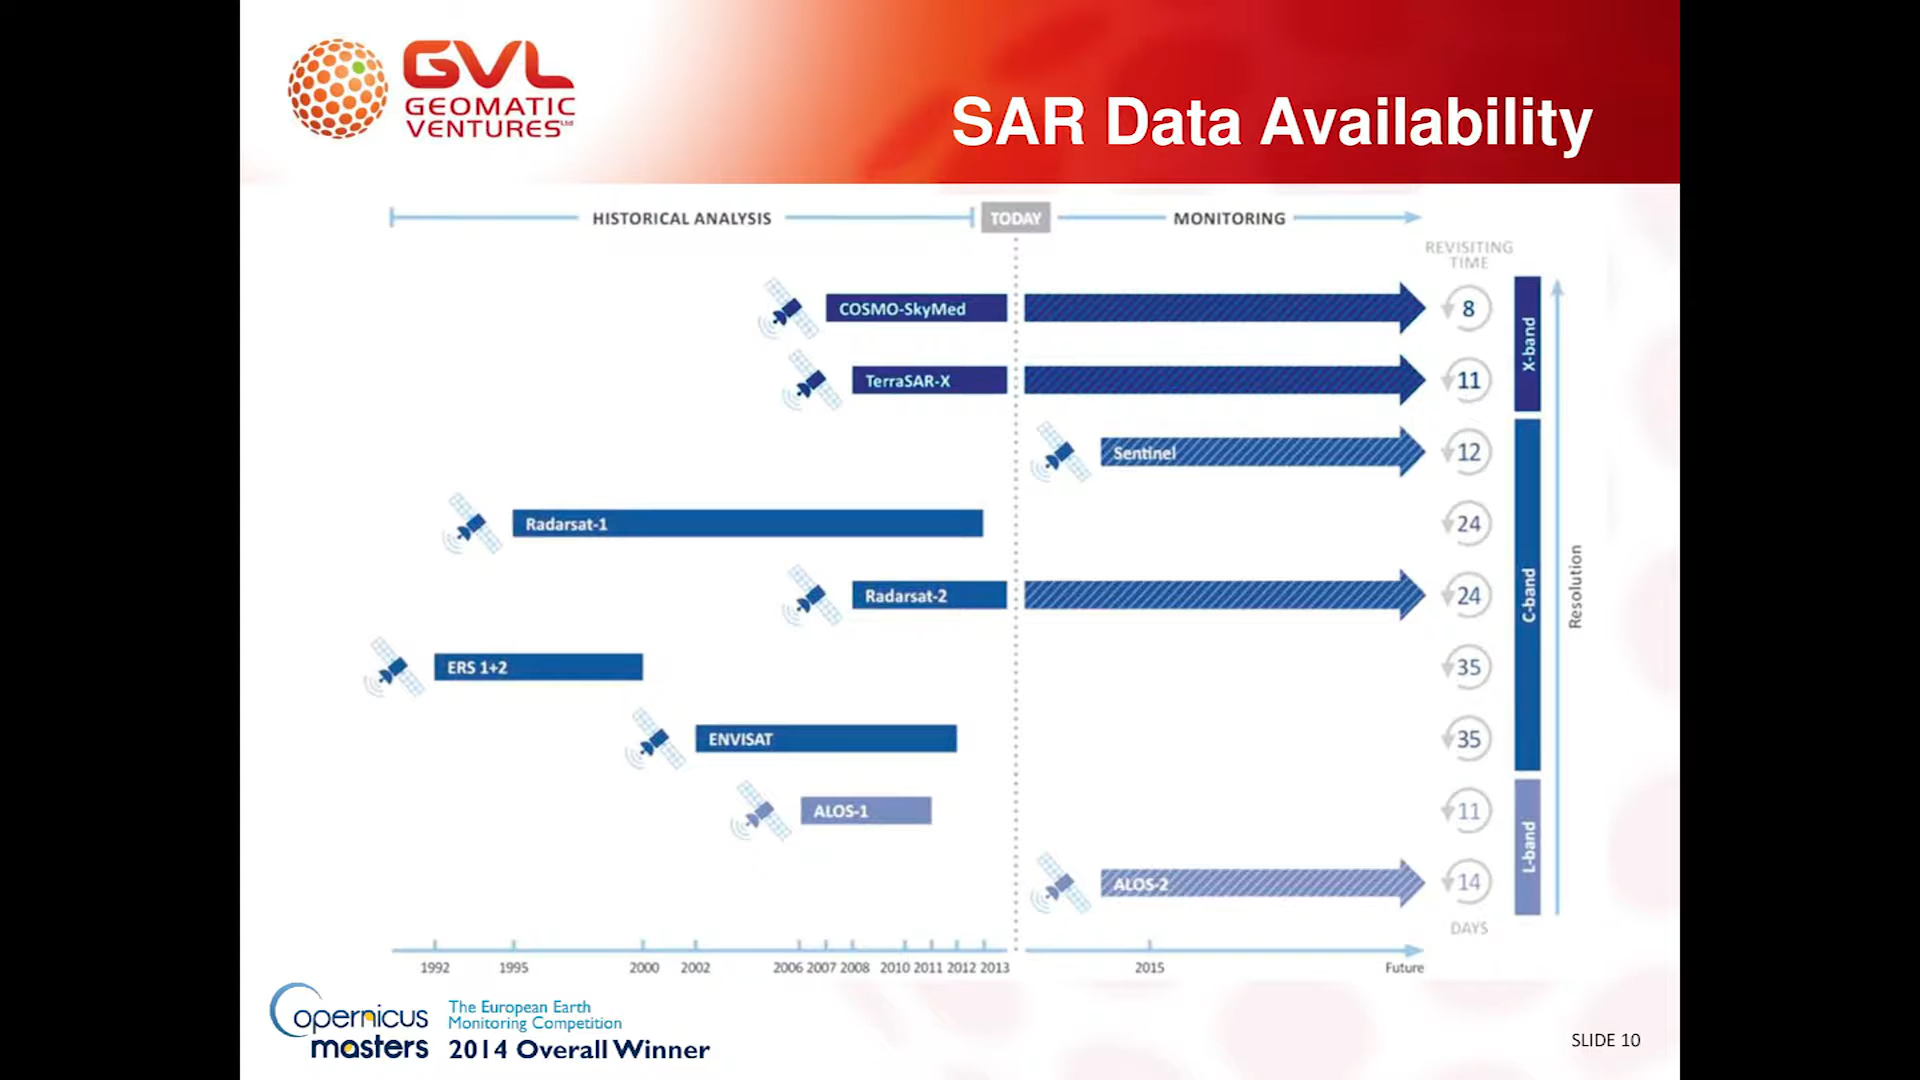 GVL
GEOMATIC
VENTURES Ltd
SAR Data Availability
HISTORICAL ANALYSIS
TODAY
MONITORING
REVISITING
TIME
COSMO-SkyMed
8
TerraSAR-X
11
X-band
Sentinel
12
Radarsat-1
24
Radarsat-2
24
C-band
Resolution
ERS 1+2
35
ENVISAT
35
ALOS-1
11
L-band
ALOS-2
14
DAYS
1992 1995 2000 2002 2006 2007 2008 2010 2011 2012 2013 2015 Future
Copernicus
masters
The European Earth
Monitoring Competition
2014 Overall Winner
SLIDE 10